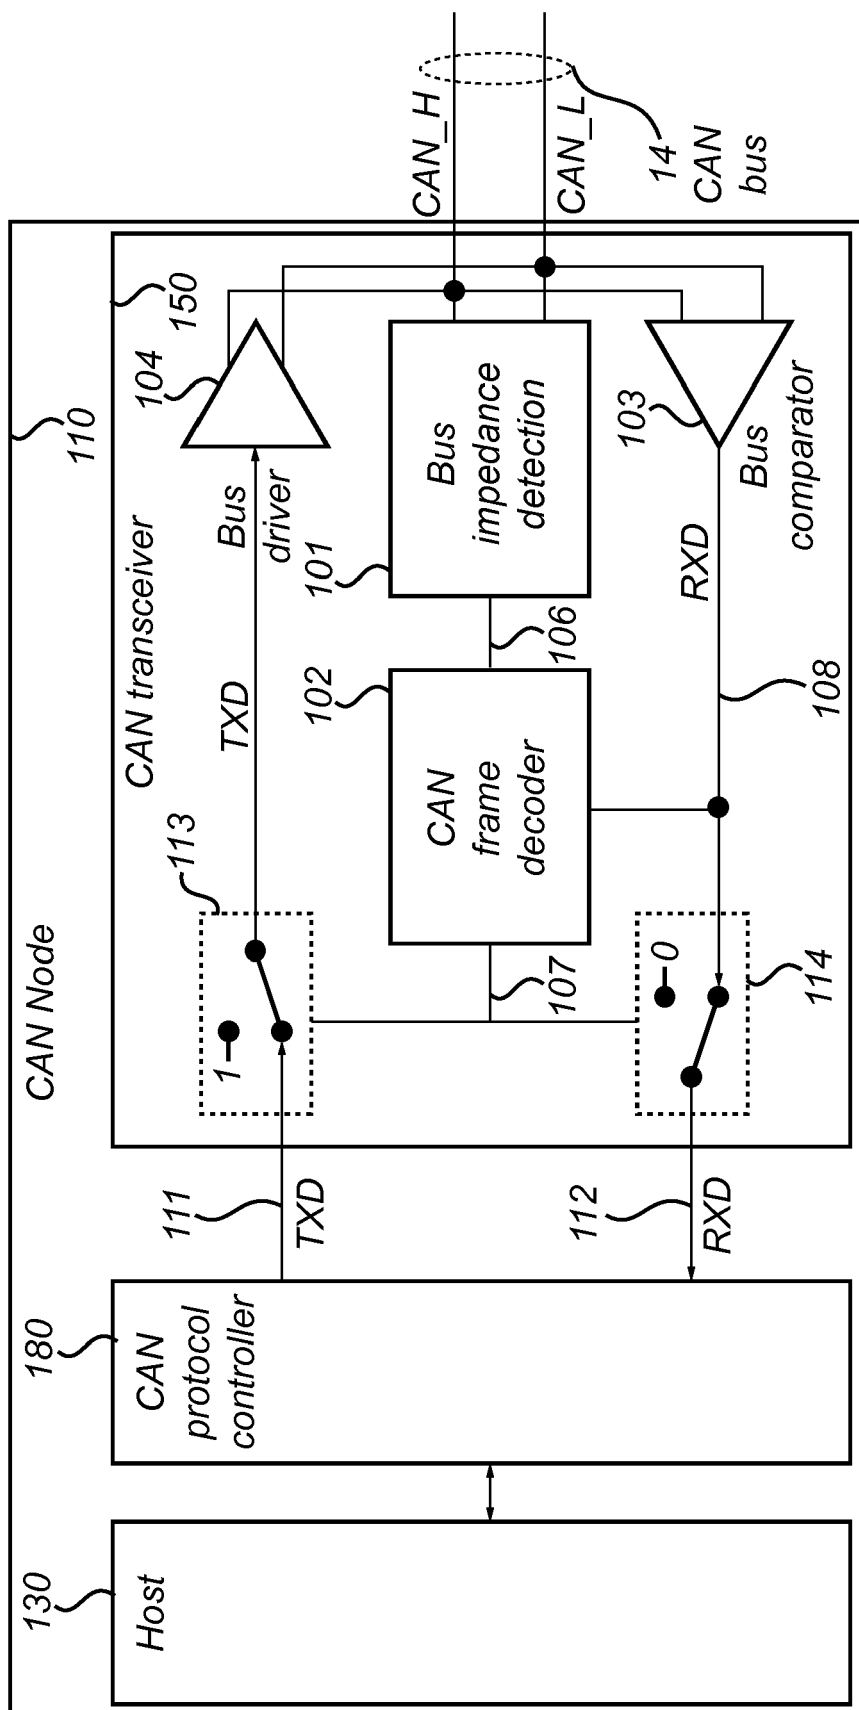 CAN Node
110
130
Host
180
CAN
protocol
controller
111
TXD
112
RXD
CAN transceiver
150
113
1
TXD
Bus
driver
104
107
CAN
frame
decoder
102
106
Bus
impedance
detection
101
0
114
108
RXD
103
Bus
comparator
CAN_H
CAN_L
14
CAN
bus